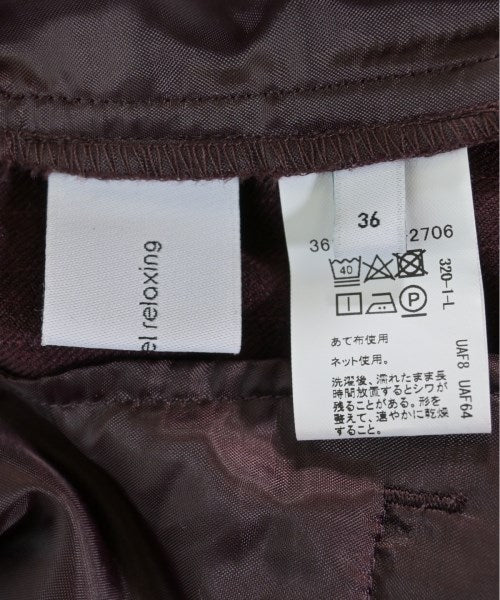 el relaxing
36
36 2706
40
P
320-1-L
UAF8 UAF64
あて布使用
ネット使用。
洗濯後、濡れたまま長
時間放置するとシワが
残ることがある。形を
整えて、速やかに乾燥
すること。